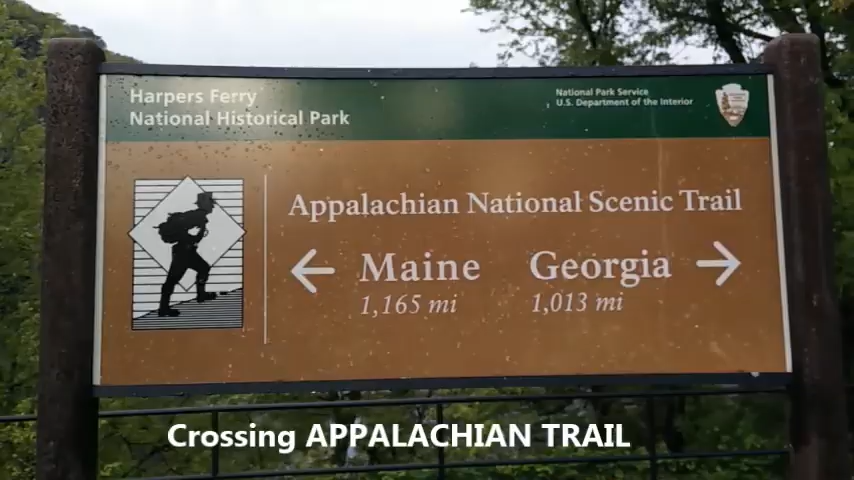 Harpers Ferry
National Historical Park
National Park Service
U.S. Department of the Interior
Appalachian National Scenic Trail
Maine
1,165 mi
Georgia
1,013 mi
Crossing APPALACHIAN TRAIL